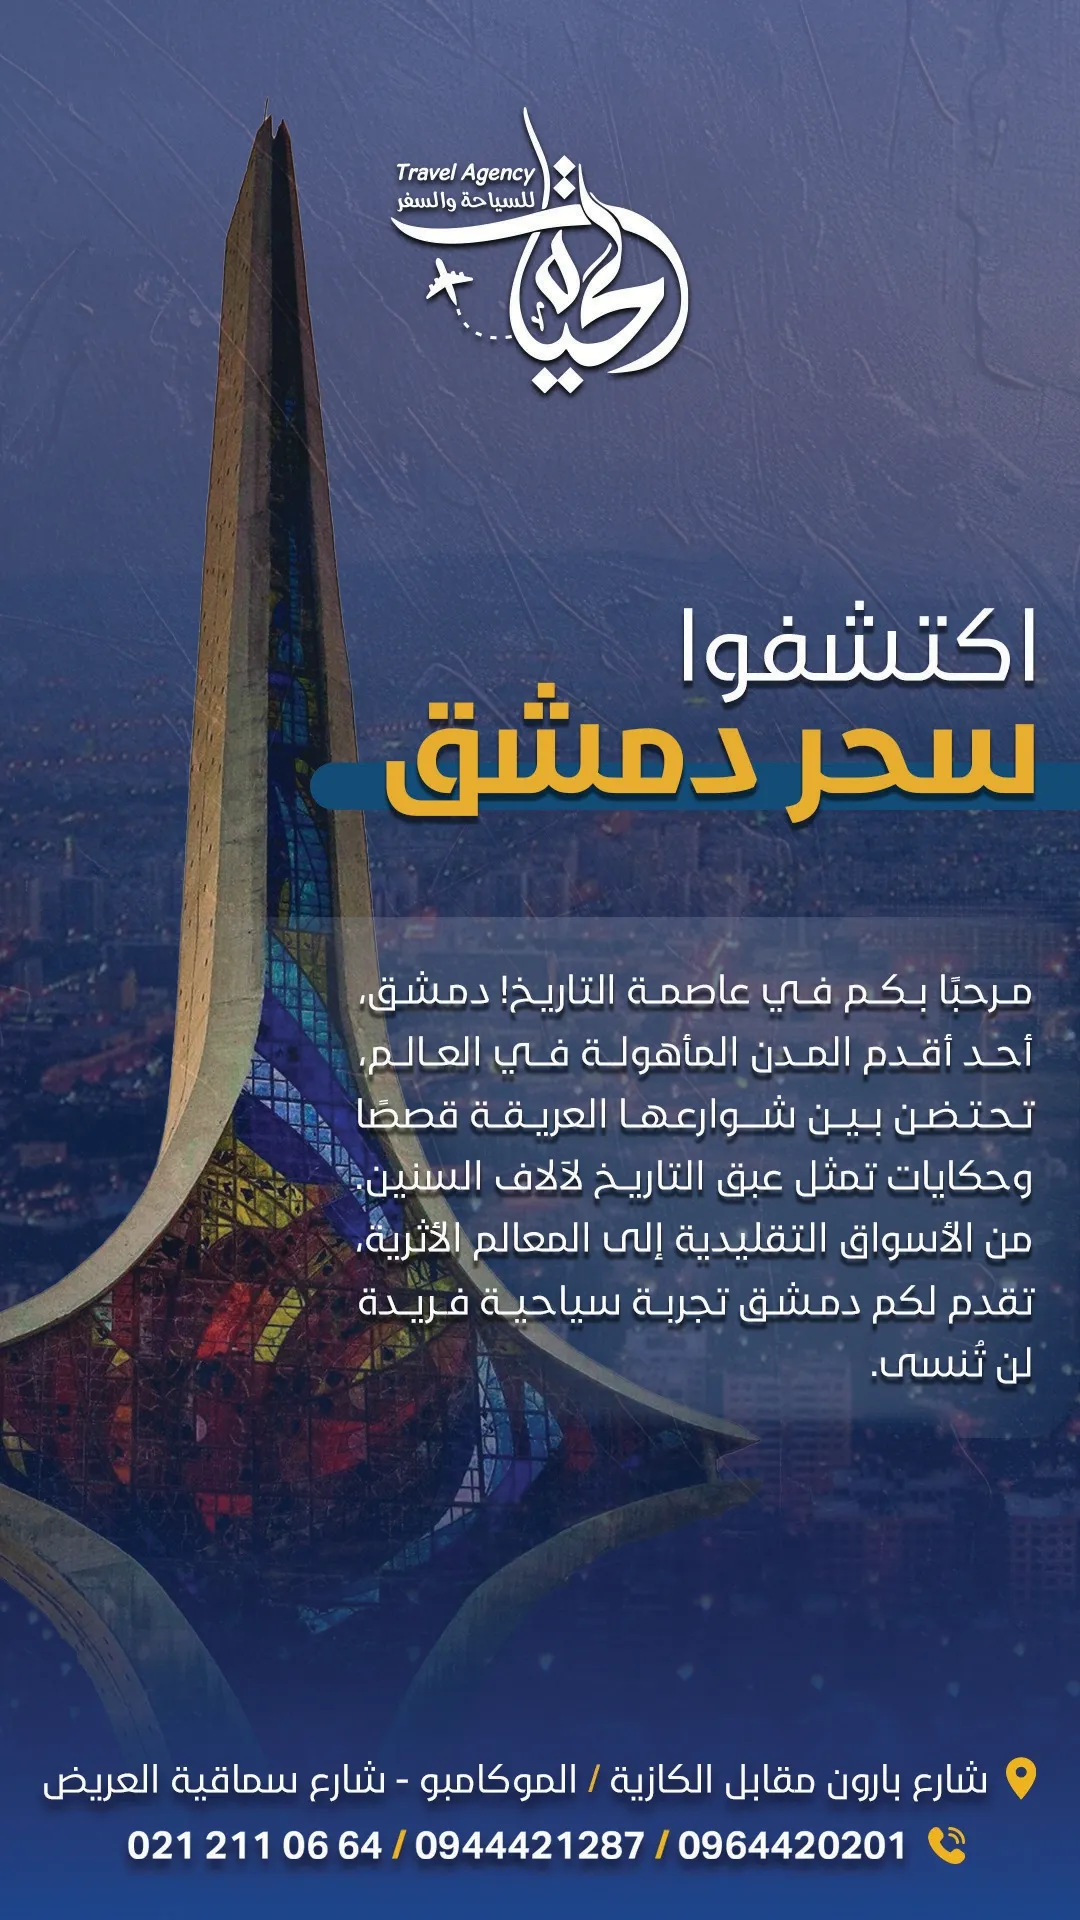 Travel Agency
للسياحة والسفر
الحياة
اكتشفوا
سحر دمشق
مرحبًا بكم في عاصمة التاريخ! دمشق،
أحد أقدم المدن المأهولة في العالم،
تحتضن بين شوارعها العريقة قصصًا
وحكايات تمثل عبق التاريخ لآلاف السنين.
من الأسواق التقليدية إلى المعالم الأثرية،
تقدم لكم دمشق تجربة سياحية فريدة
لن تُنسى.
شارع بارون مقابل الكازية / الموكامبو - شارع سماقية العريض
021 211 06 64 / 0944421287 / 0964420201